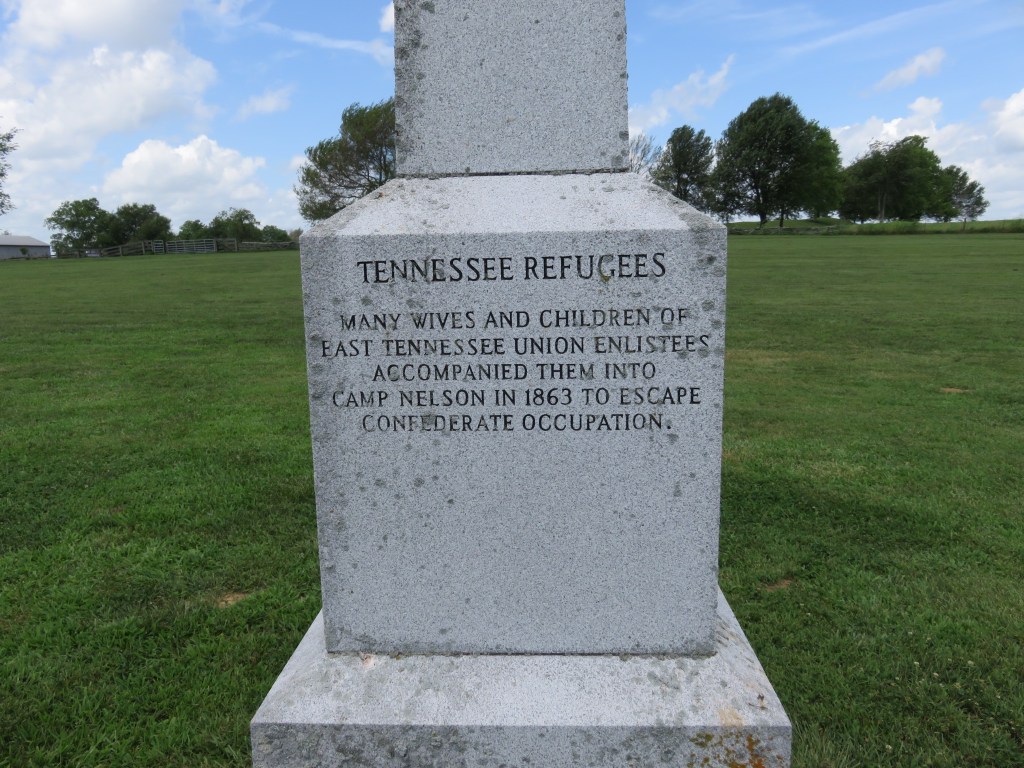 TENNESSEE REFUGEES
MANY WIVES AND CHILDREN OF
EAST TENNESSEE UNION ENLISTEES
ACCOMPANIED THEM INTO
CAMP NELSON IN 1863 TO ESCAPE
CONFEDERATE OCCUPATION.